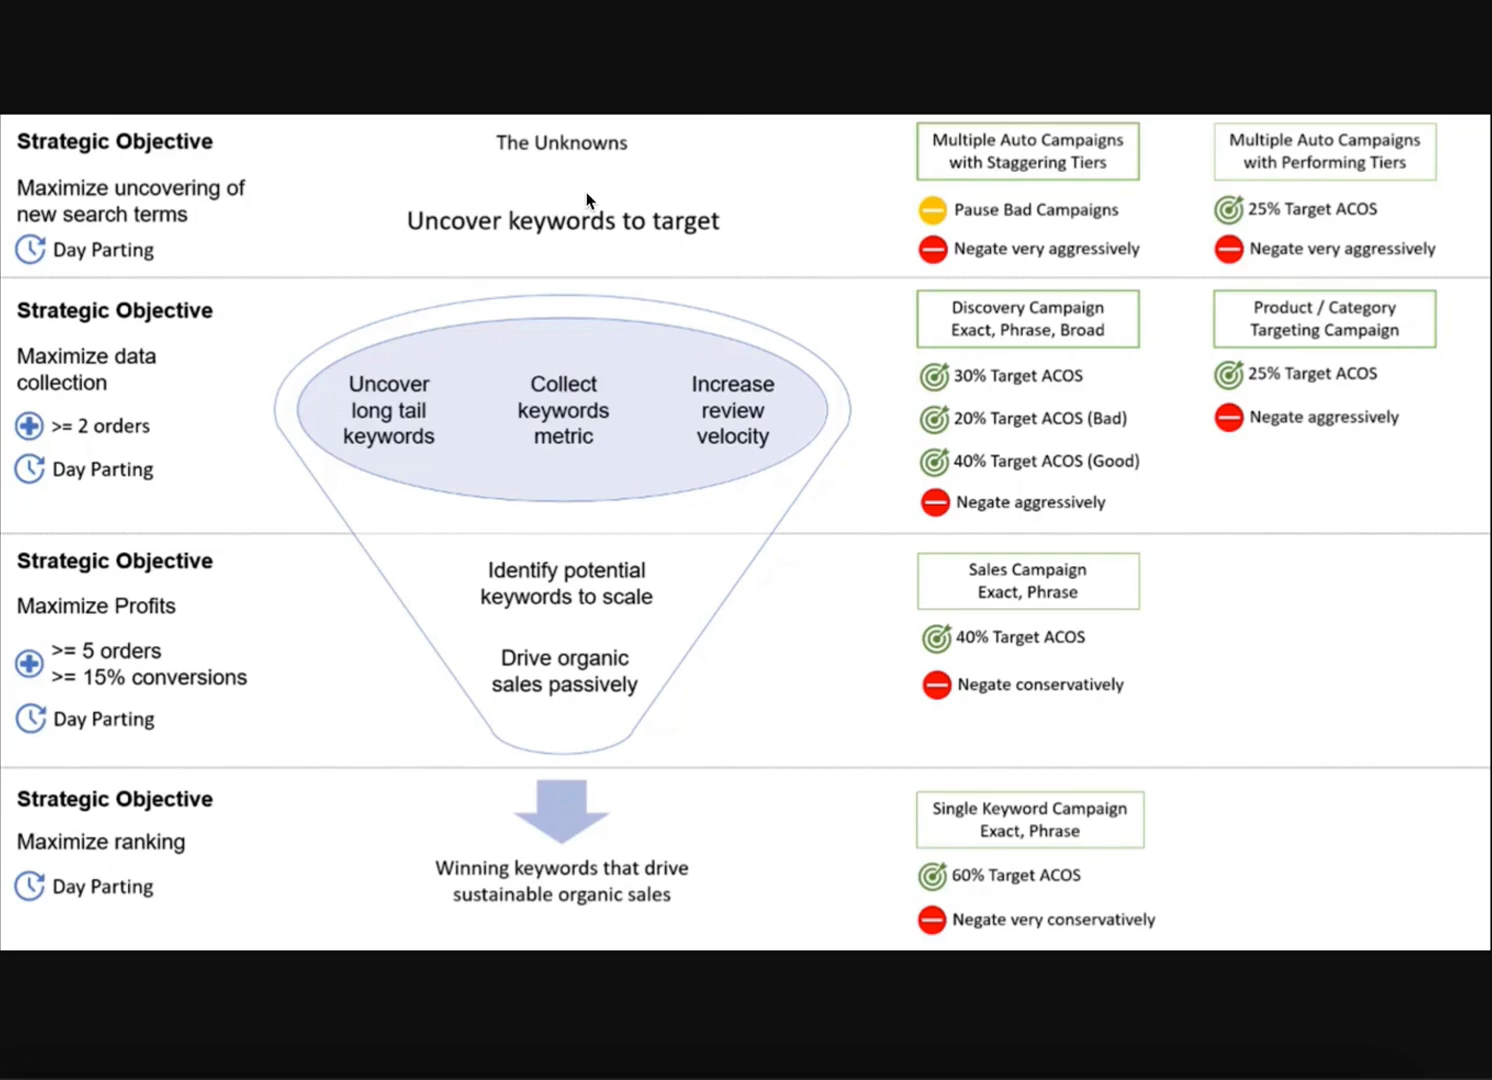 Strategic Objective
Maximize uncovering of
new search terms
Day Parting
The Unknowns
Uncover keywords to target
Multiple Auto Campaigns
with Staggering Tiers
Pause Bad Campaigns
Negate very aggressively
Multiple Auto Campaigns
with Performing Tiers
25% Target ACOS
Negate very aggressively
Strategic Objective
Maximize data
collection
>= 2 orders
Day Parting
Uncover
long tail
keywords
Collect
keywords
metric
Increase
review
velocity
Discovery Campaign
Exact, Phrase, Broad
30% Target ACOS
20% Target ACOS (Bad)
40% Target ACOS (Good)
Negate aggressively
Product / Category
Targeting Campaign
25% Target ACOS
Negate aggressively
Strategic Objective
Maximize Profits
>= 5 orders
>= 15% conversions
Day Parting
Identify potential
keywords to scale
Drive organic
sales passively
Sales Campaign
Exact, Phrase
40% Target ACOS
Negate conservatively
Strategic Objective
Maximize ranking
Day Parting
Winning keywords that drive
sustainable organic sales
Single Keyword Campaign
Exact, Phrase
60% Target ACOS
Negate very conservatively